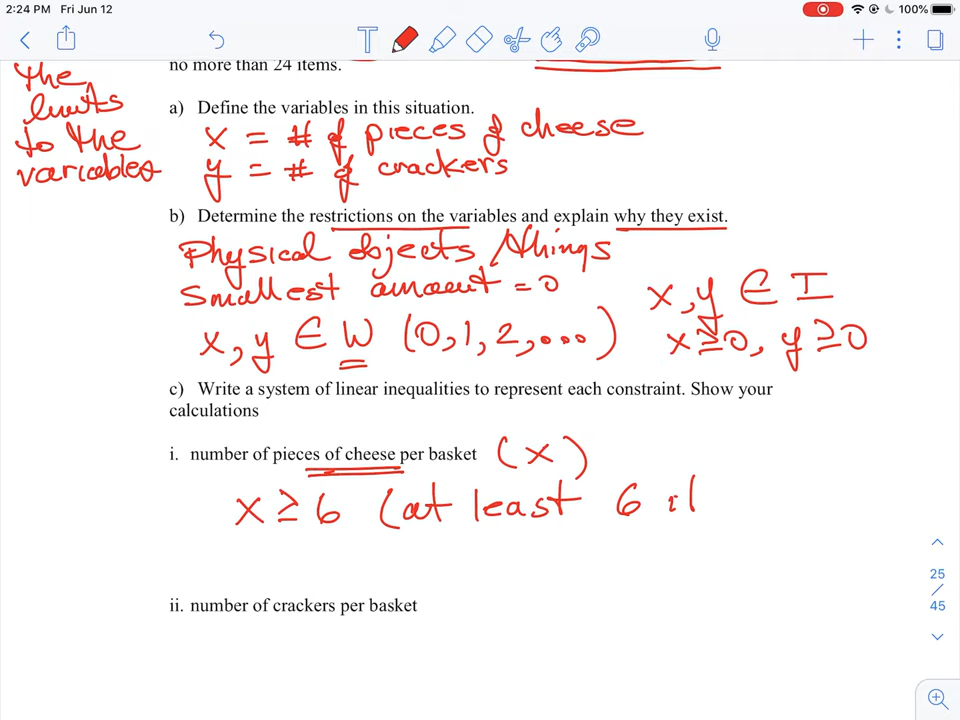 2:24 PM Fri Jun 12 100%
no more than 24 items.
the
limits
to the
variables
a) Define the variables in this situation.
x = # of pieces of cheese
y = # of crackers
b) Determine the restrictions on the variables and explain why they exist.
Physical objects / things
smallest amount = 0
x, y ∈ I
x, y ∈ W (0, 1, 2, ....)
x ≥ 0, y ≥ 0
c) Write a system of linear inequalities to represent each constraint. Show your
calculations
i. number of pieces of cheese per basket (x)
x ≥ 6 (at least 6
ii. number of crackers per basket
25
/
45